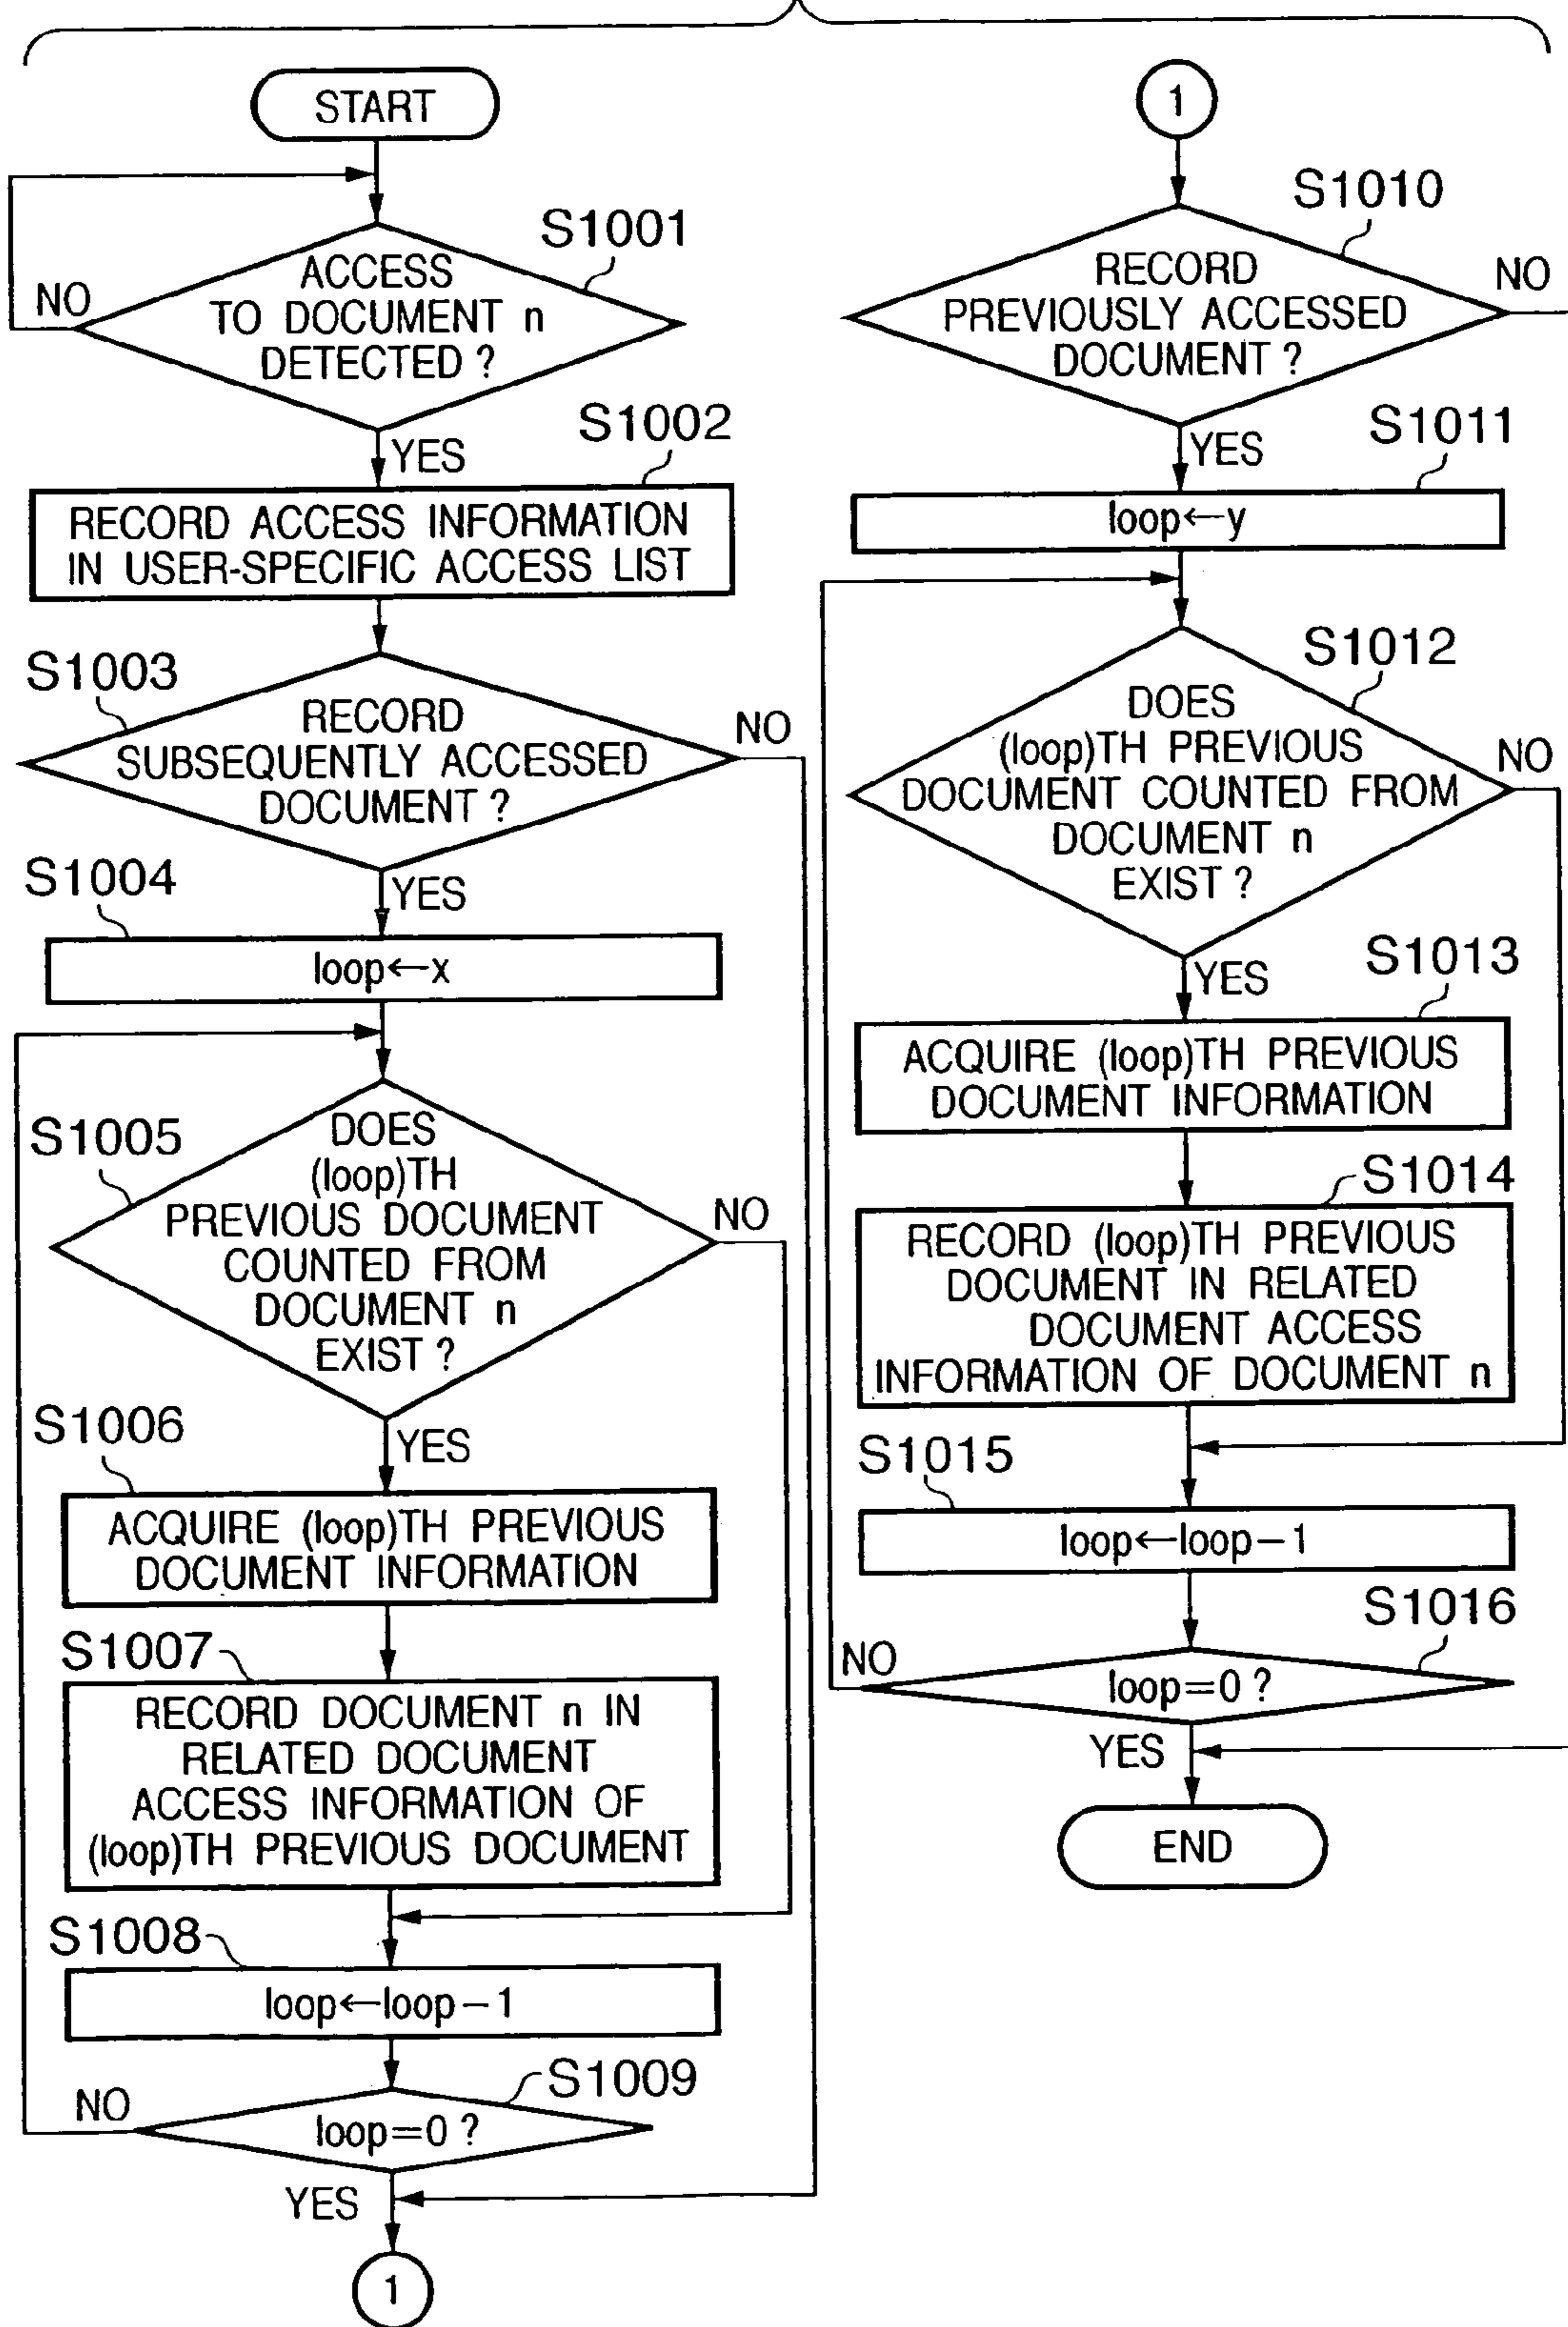 START
S1001
ACCESS
TO DOCUMENT n
DETECTED ?
NO
YES
S1002
RECORD ACCESS INFORMATION
IN USER-SPECIFIC ACCESS LIST
S1003
RECORD
SUBSEQUENTLY ACCESSED
DOCUMENT ?
NO
YES
S1004
loop←x
S1005
DOES
(loop)TH
PREVIOUS DOCUMENT
COUNTED FROM
DOCUMENT n
EXIST ?
NO
YES
S1006
ACQUIRE (loop)TH PREVIOUS
DOCUMENT INFORMATION
S1007
RECORD DOCUMENT n IN
RELATED DOCUMENT
ACCESS INFORMATION OF
(loop)TH PREVIOUS DOCUMENT
S1008
loop←loop−1
S1009
loop=0 ?
NO
YES
1
1
S1010
RECORD
PREVIOUSLY ACCESSED
DOCUMENT ?
NO
YES
S1011
loop←y
S1012
DOES
(loop)TH PREVIOUS
DOCUMENT COUNTED FROM
DOCUMENT n
EXIST ?
NO
YES
S1013
ACQUIRE (loop)TH PREVIOUS
DOCUMENT INFORMATION
S1014
RECORD (loop)TH PREVIOUS
DOCUMENT IN RELATED
DOCUMENT ACCESS
INFORMATION OF DOCUMENT n
S1015
loop←loop−1
S1016
loop=0 ?
NO
YES
END